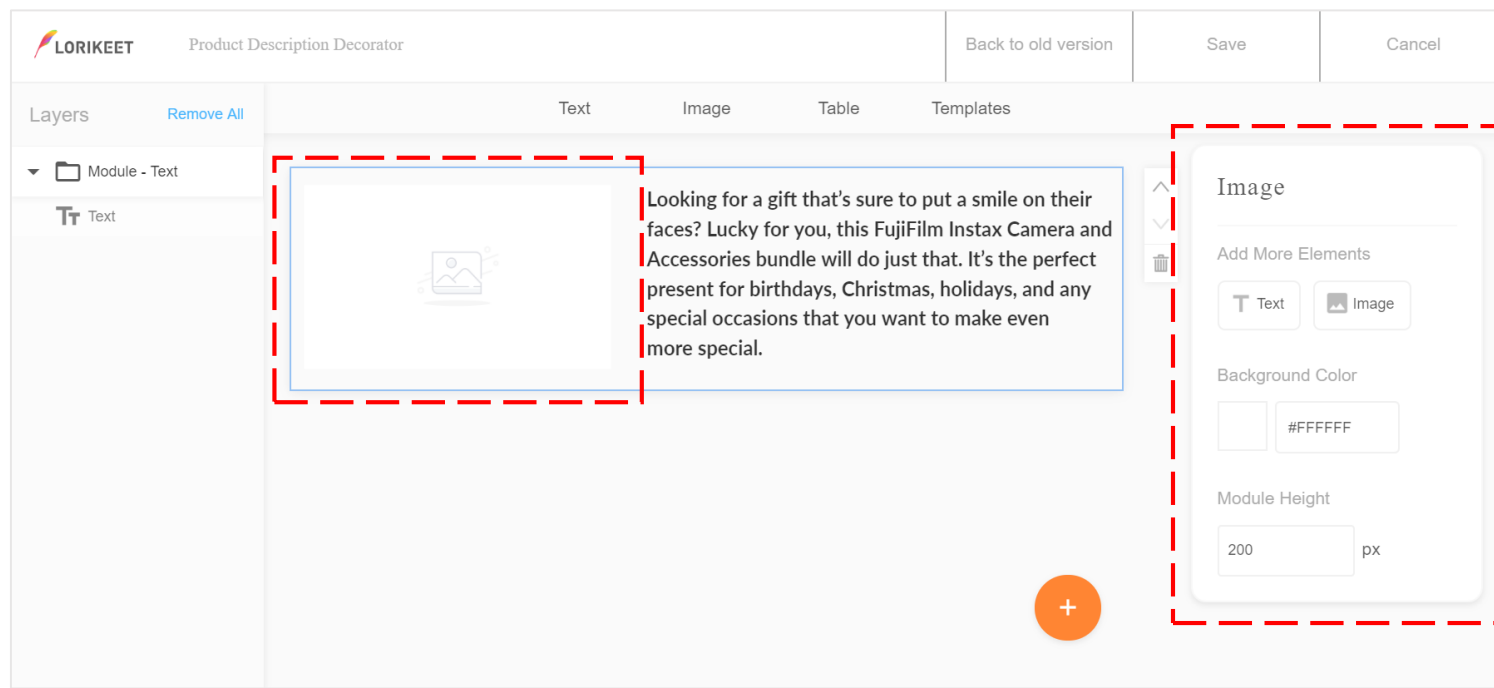 LORIKEET
Product Description Decorator
Back to old version
Save
Cancel
Layers
Remove All
Text
Image
Table
Templates
Module - Text
Text
Looking for a gift that’s sure to put a smile on their
faces? Lucky for you, this FujiFilm Instax Camera and
Accessories bundle will do just that. It’s the perfect
present for birthdays, Christmas, holidays, and any
special occasions that you want to make even
more special.
Image
Add More Elements
Text
Image
Background Color
#FFFFFF
Module Height
200
px